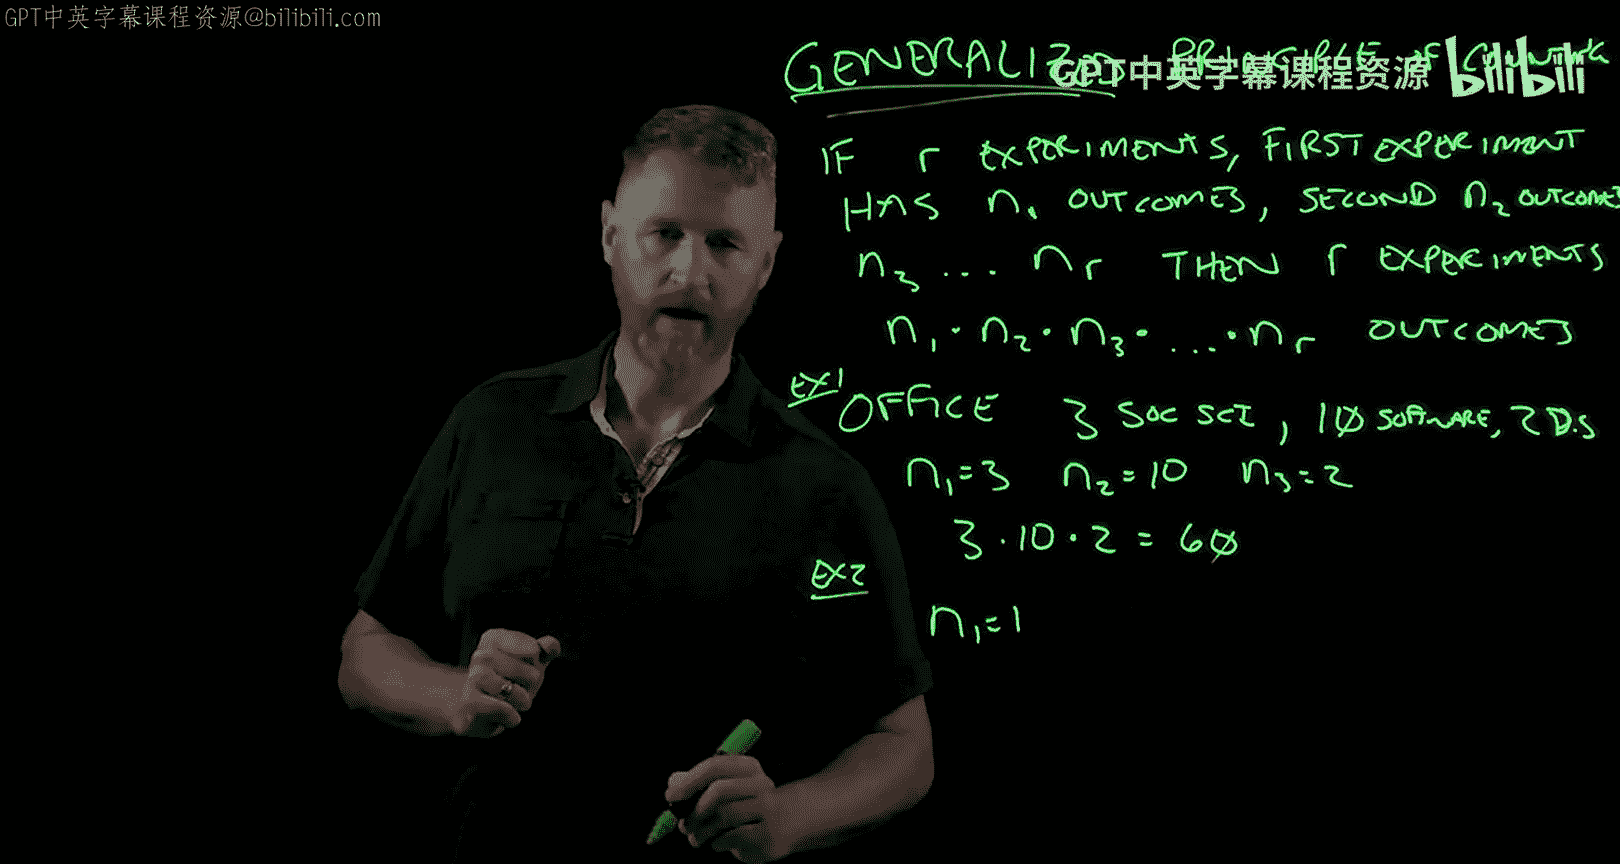 GPT中英字幕课程资源@bilibili.com
GENERALIZED PRINCIPLE OF
GPT中英字幕课程资源 bilibili
IF r EXPERIMENTS, FIRST EXPERIMENT
HAS n₁ OUTCOMES, SECOND n₂ OUTCOMES
n₃ ... nᵣ THEN r EXPERIMENTS
n₁ · n₂ · n₃ · ... · nᵣ OUTCOMES
EX1
OFFICE 3 SOC SCI, 10 SOFTWARE, 2 D.S
n₁=3 n₂=10 n₃=2
3 · 10 · 2 = 60
EX2
n₁=1